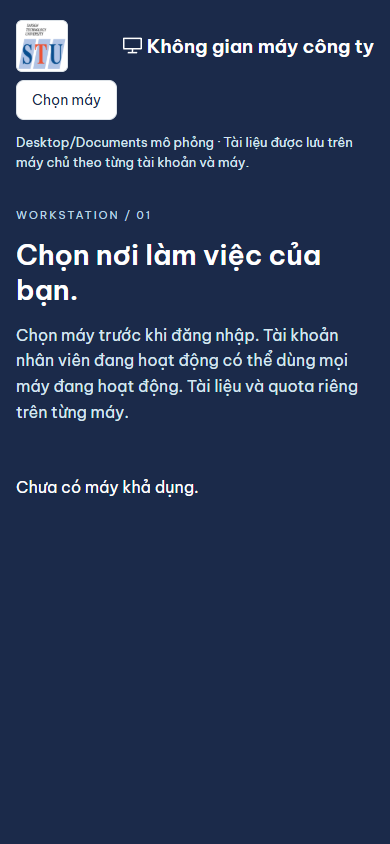 SAIGON
TECHNOLOGY
UNIVERSITY
STU
Không gian máy công ty
Chọn máy
Desktop/Documents mô phỏng · Tài liệu được lưu trên
máy chủ theo từng tài khoản và máy.
WORKSTATION / 01
Chọn nơi làm việc của
bạn.
Chọn máy trước khi đăng nhập. Tài khoản
nhân viên đang hoạt động có thể dùng mọi
máy đang hoạt động. Tài liệu và quota riêng
trên từng máy.
Chưa có máy khả dụng.